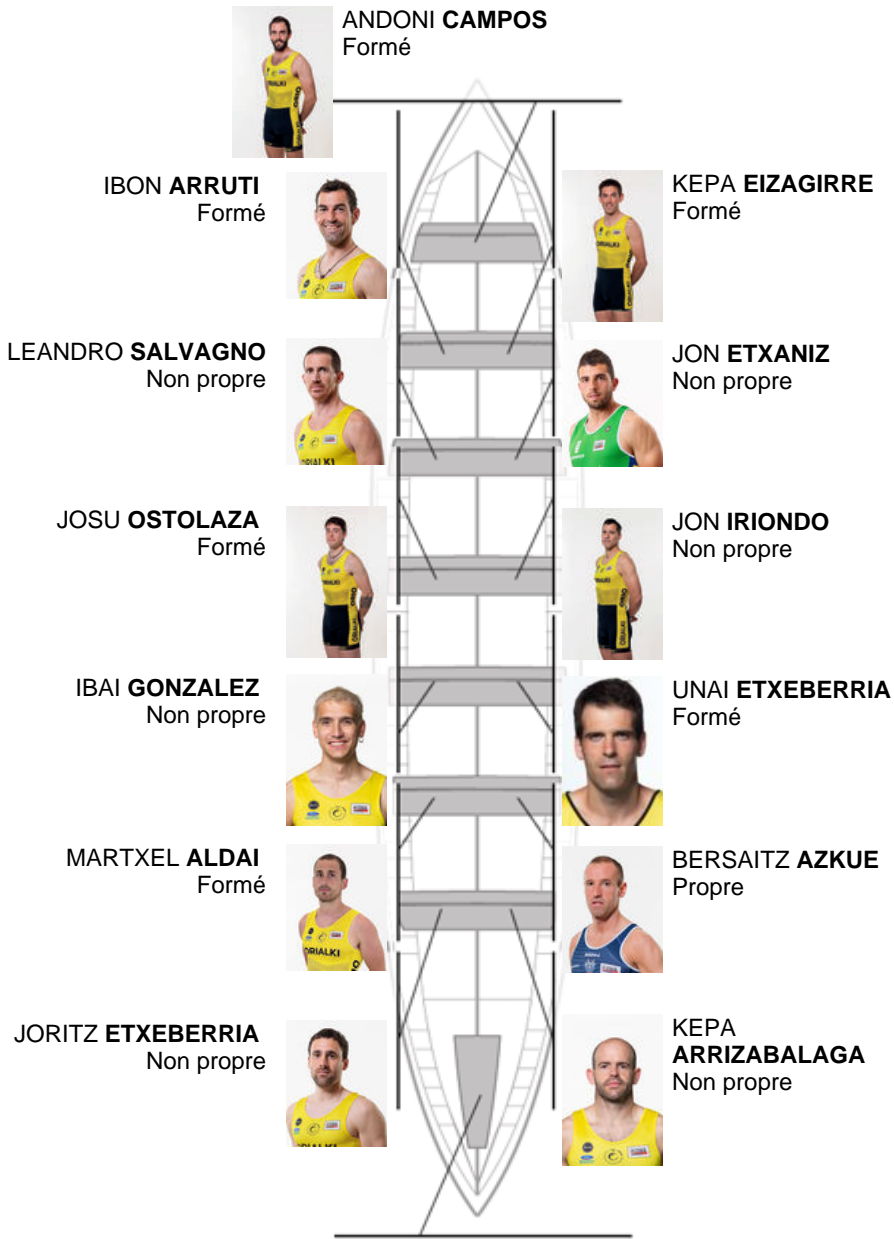 ANDONI CAMPOS
Formé
IBON ARRUTI
Formé
KEPA EIZAGIRRE
Formé
LEANDRO SALVAGNO
Non propre
JON ETXANIZ
Non propre
JOSU OSTOLAZA
Formé
JON IRIONDO
Non propre
IBAI GONZALEZ
Non propre
UNAI ETXEBERRIA
Formé
MARTXEL ALDAI
Formé
ORIALKI
BERSAITZ AZKUE
Propre
JORITZ ETXEBERRIA
Non propre
KEPA
ARRIZABALAGA
Non propre